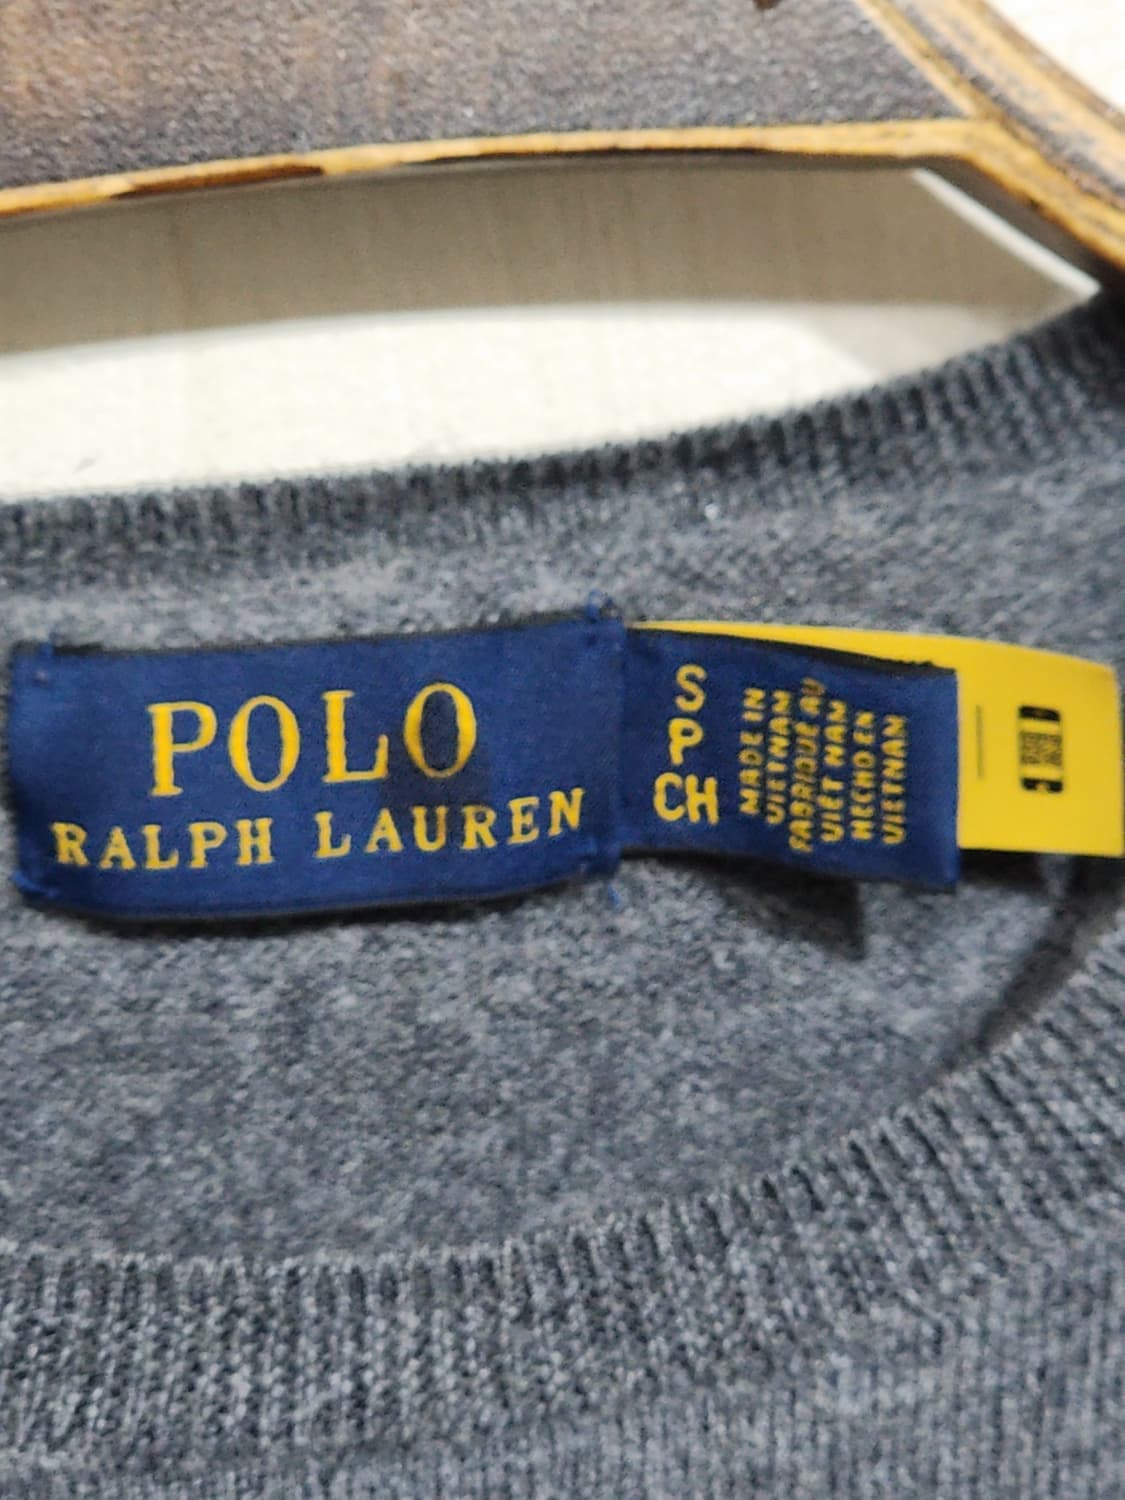 POLO
RALPH LAUREN
S
P
CH
MADE IN
VIETNAM
FABRIQUÉ AU
VIÊT NAM
HECHO EN
VIETNAM